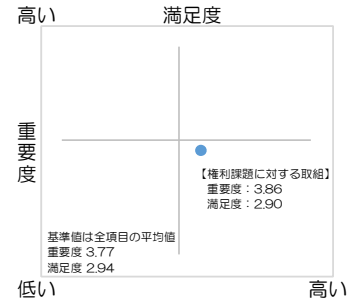 高い
満足度
重要度
【権利課題に対する取組】
重要度：3.86
満足度：2.90
基準値は全項目の平均値
重要度 3.77
満足度 2.94
低い
高い